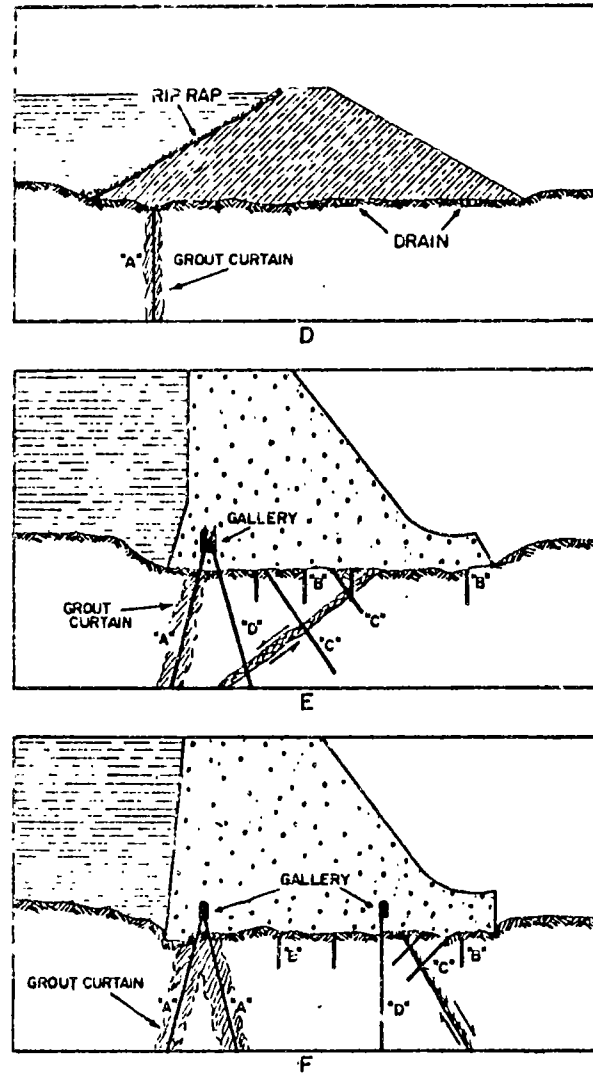 RIP RAP
DRAIN
"A"
GROUT CURTAIN
D
GALLERY
GROUT
CURTAIN
"A"
"D"
"B"
"B"
"C"
"C"
E
GALLERY
GROUT CURTAIN
"A"
"A"
"E"
"D"
"C"
"B"
F